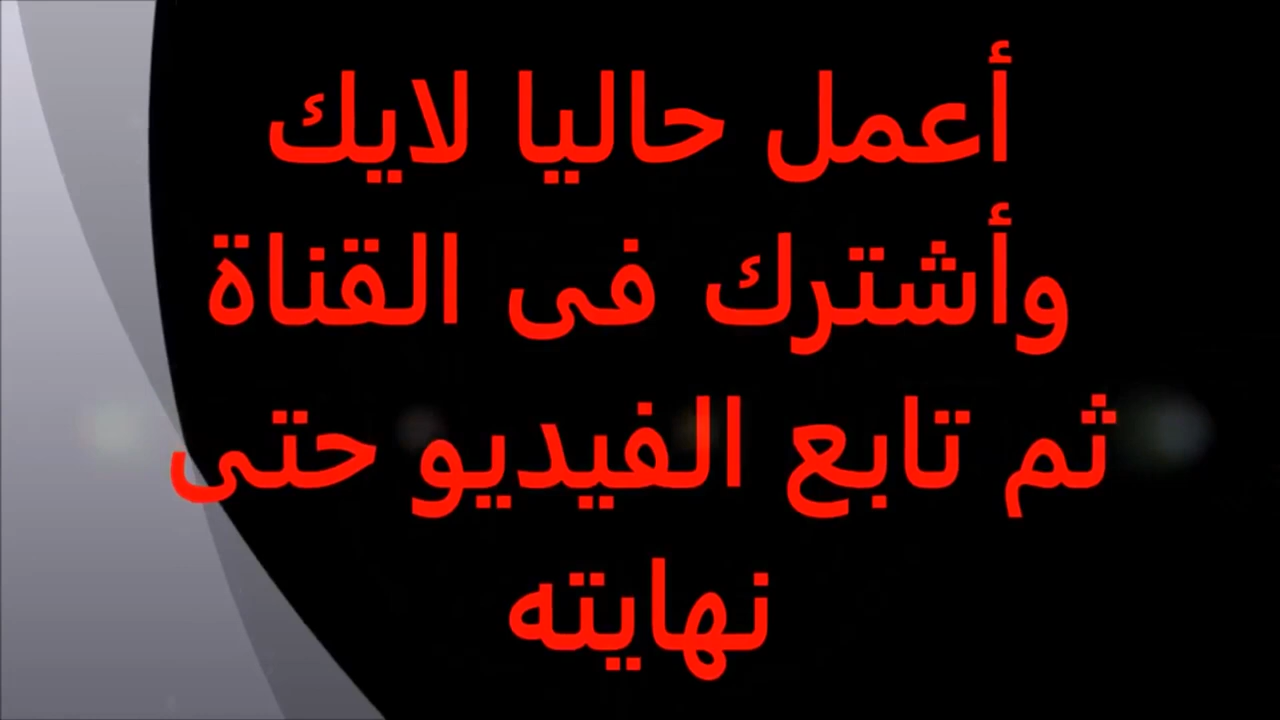 أعمل حاليا لايك
وأشترك فى القناة
ثم تابع الفيديو حتى
نهايته